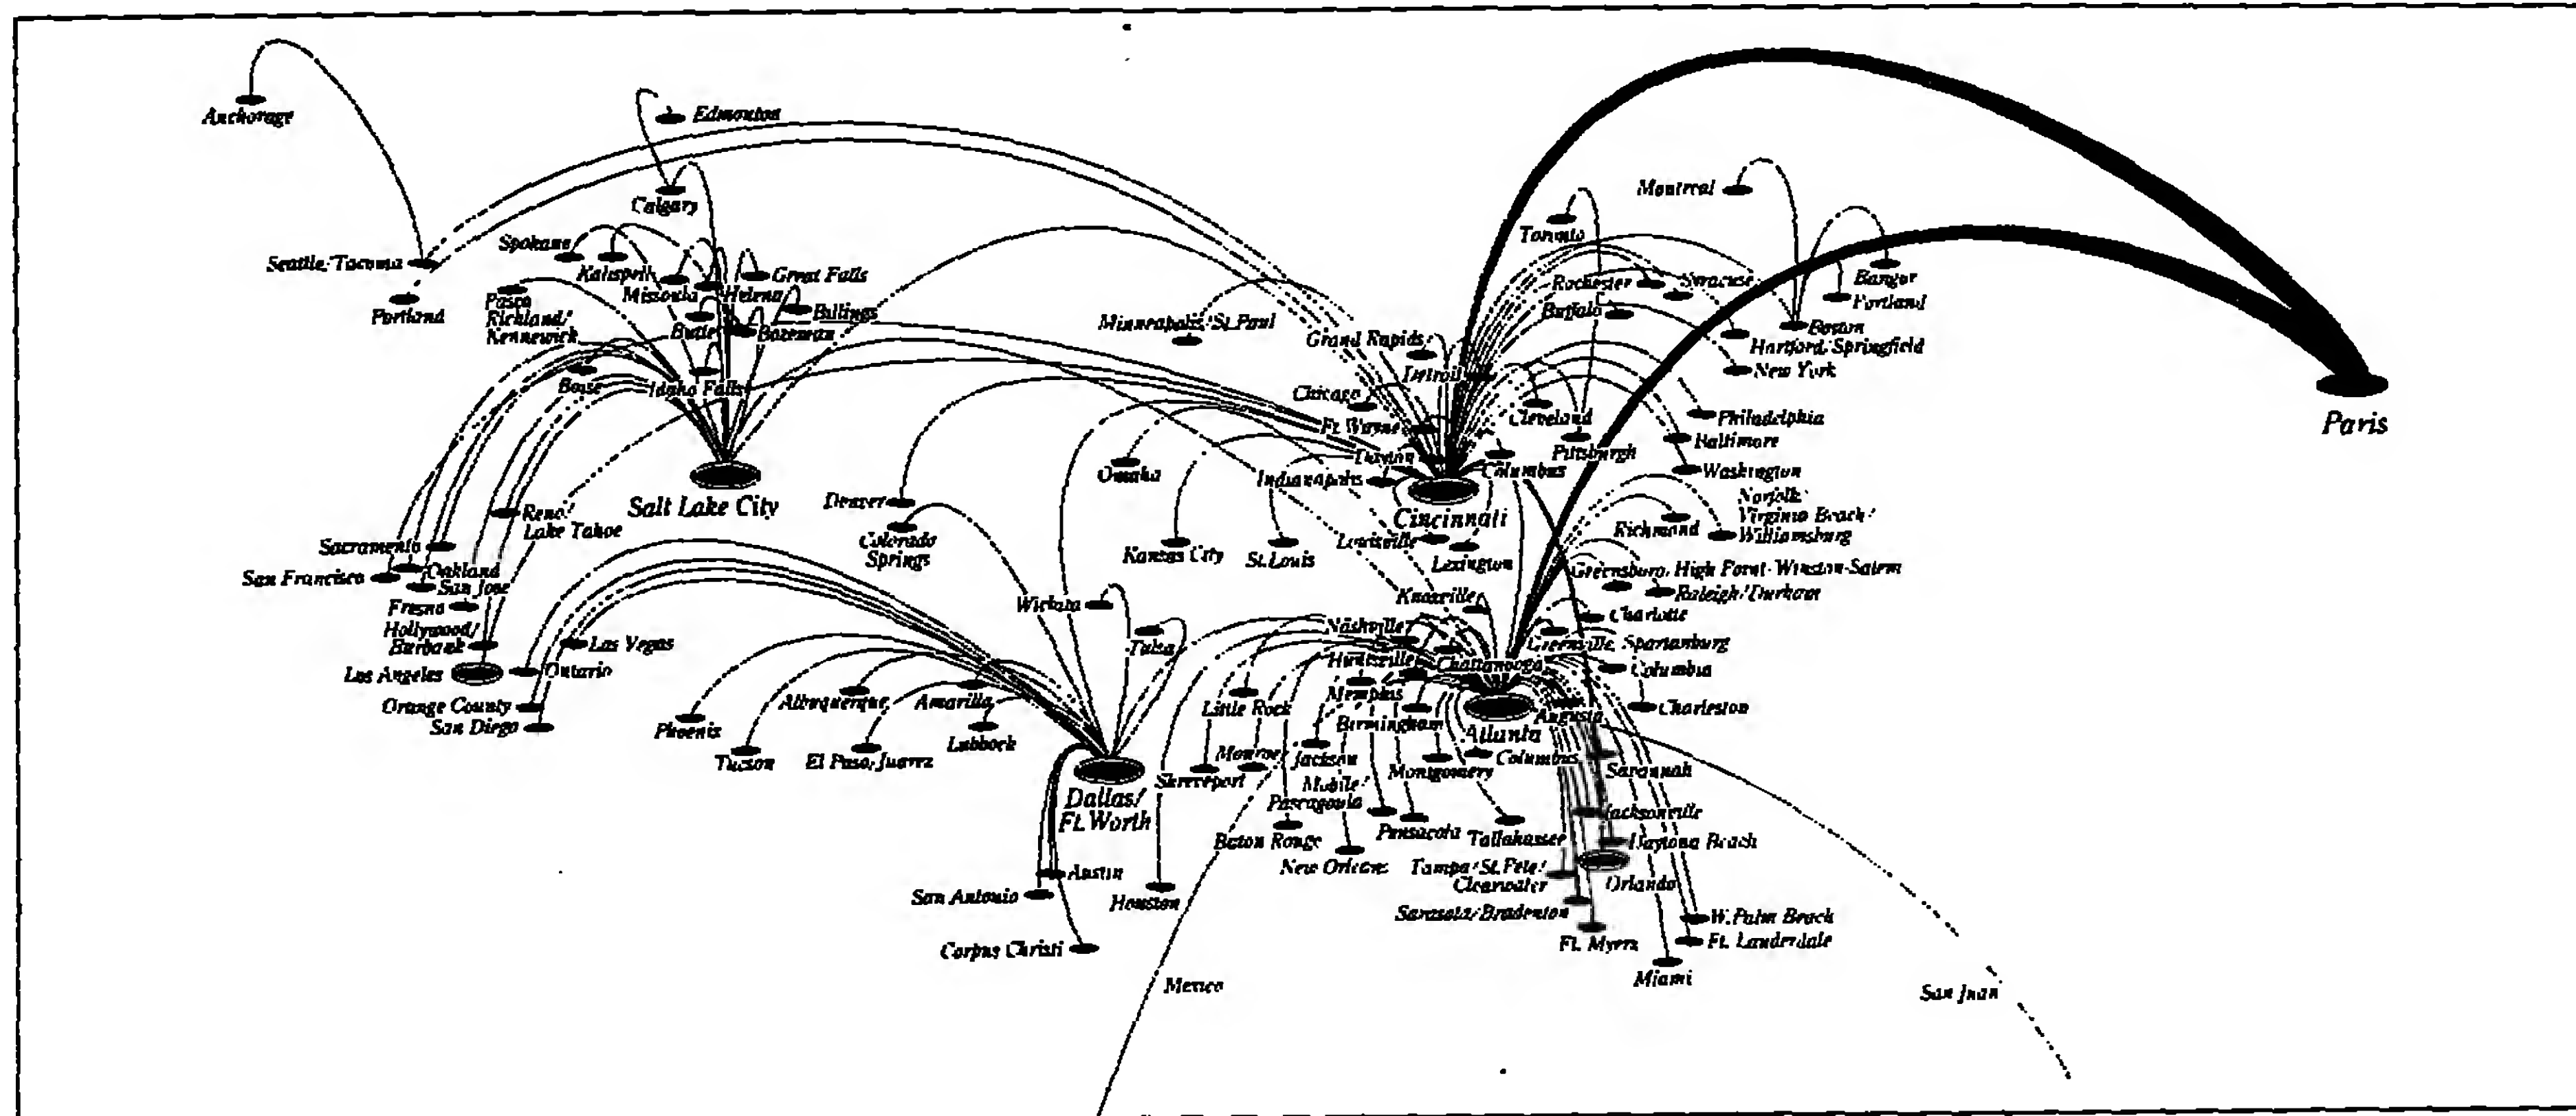 Anchorage
Edmonton
Calgary
Montreal
Toronto
Spokane
Seattle/Tacoma
Kalispell
Great Falls
Missoula
Helena
Pasco
Richland/
Kennewick
Portland
Billings
Butte
Bozeman
Boise
Idaho Falls
Minneapolis/St. Paul
Grand Rapids
Detroit
Chicago
Ft. Wayne
Dayton
Indianapolis
Rochester
Syracuse
Buffalo
Bangor
Portland
Boston
Hartford/Springfield
New York
Cleveland
Pittsburgh
Columbus
Philadelphia
Baltimore
Washington
Paris
Salt Lake City
Denver
Colorado
Springs
Omaha
Kansas City
St. Louis
Cincinnati
Louisville
Lexington
Richmond
Norfolk/
Virginia Beach/
Williamsburg
Reno/
Lake Tahoe
Sacramento
San Francisco
Oakland
San Jose
Fresno
Hollywood/
Burbank
Los Angeles
Las Vegas
Ontario
Orange County
San Diego
Wichita
Tulsa
Knoxville
Nashville
Huntsville
Chattanooga
Memphis
Greensboro, High Point-Winston-Salem
Raleigh/Durham
Charlotte
Greenville, Spartanburg
Columbia
Charleston
Phoenix
Tucson
Albuquerque
El Paso, Juarez
Amarillo
Lubbock
Dallas/
Ft. Worth
Little Rock
Shreveport
Monroe
Jackson
Birmingham
Atlanta
Augusta
Montgomery
Columbus
Savannah
Mobile/
Pascagoula
Baton Rouge
New Orleans
Pensacola
Tallahassee
Jacksonville
Daytona Beach
Orlando
Tampa/St. Pete/
Clearwater
Sarasota/Bradenton
Ft. Myers
W. Palm Beach
Ft. Lauderdale
Miami
Austin
San Antonio
Houston
Corpus Christi
Mexico
San Juan